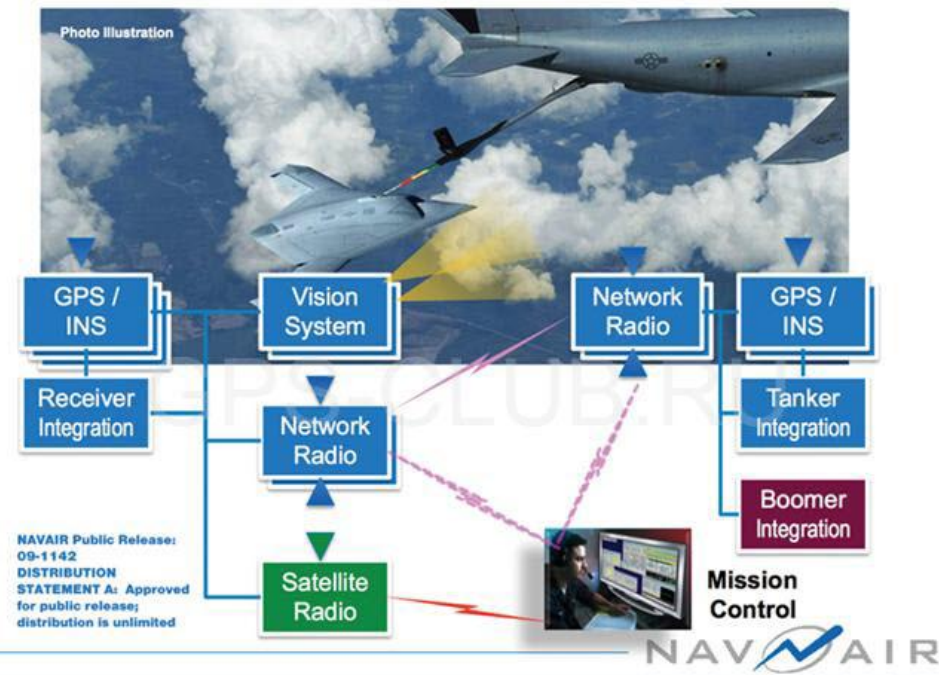 Photo Illustration
GPS /
INS
Vision
System
Network
Radio
GPS /
INS
Receiver
Integration
Network
Radio
Tanker
Integration
Boomer
Integration
Satellite
Radio
Mission
Control
NAVAIR Public Release:
09-1142
DISTRIBUTION
STATEMENT A:  Approved
for public release;
distribution is unlimited
GPS-CLUB.RU
NAVAIR